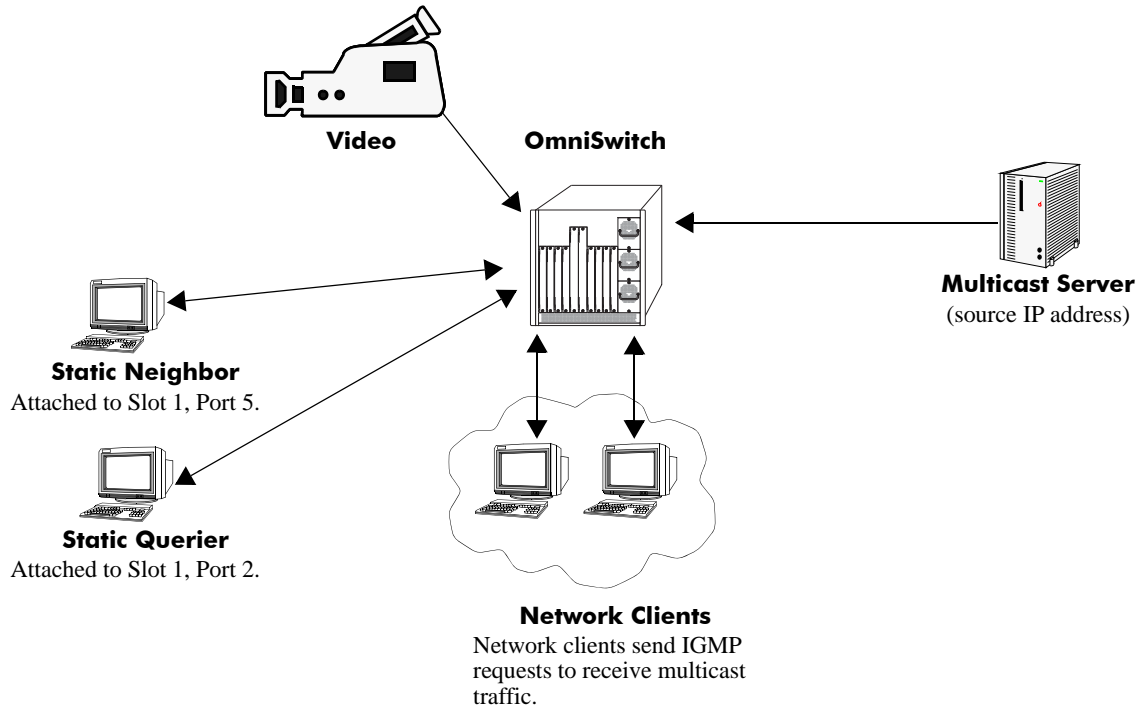 Video
OmniSwitch
Multicast Server
(source IP address)
Static Neighbor
Attached to Slot 1, Port 5.
Static Querier
Attached to Slot 1, Port 2.
Network Clients
Network clients send IGMP
requests to receive multicast
traffic.